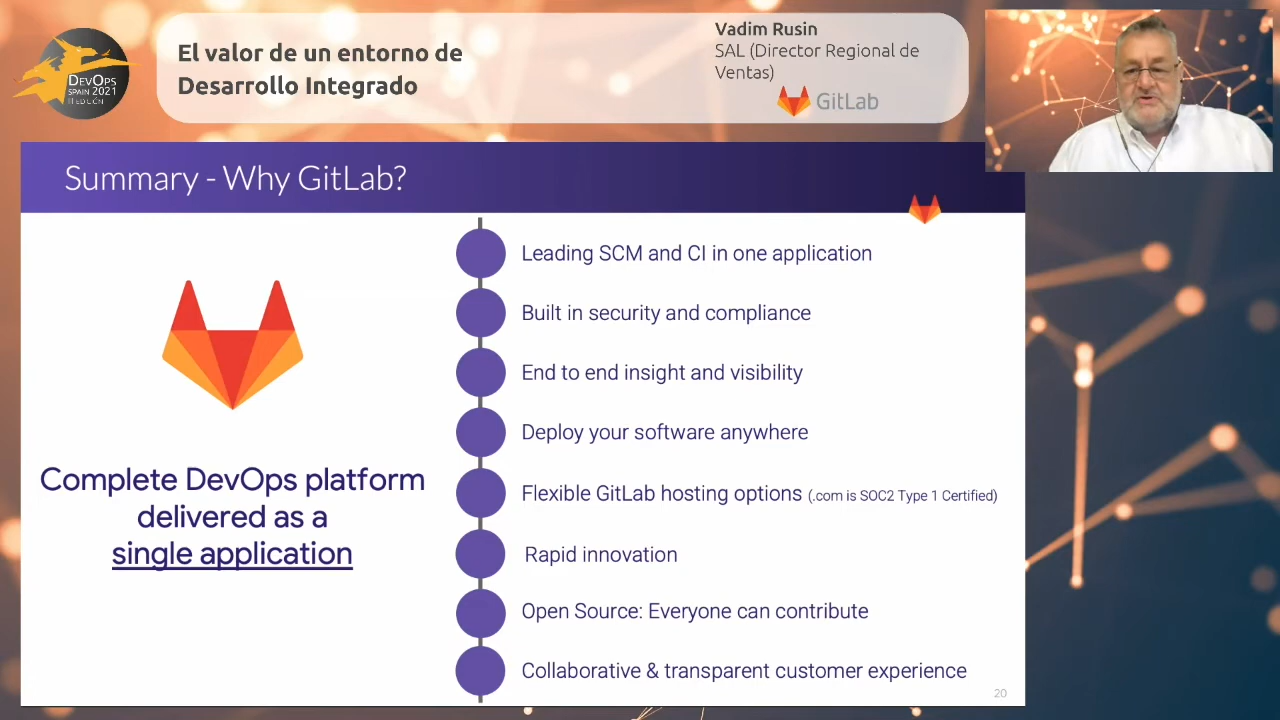 DEVOPS
SPAIN 2021
III EDICIÓN
El valor de un entorno de
Desarrollo Integrado
Vadim Rusin
SAL (Director Regional de
Ventas)
GitLab
Summary - Why GitLab?
Complete DevOps platform
delivered as a
single application
Leading SCM and CI in one application
Built in security and compliance
End to end insight and visibility
Deploy your software anywhere
Flexible GitLab hosting options (.com is SOC2 Type 1 Certified)
Rapid innovation
Open Source: Everyone can contribute
Collaborative & transparent customer experience
20